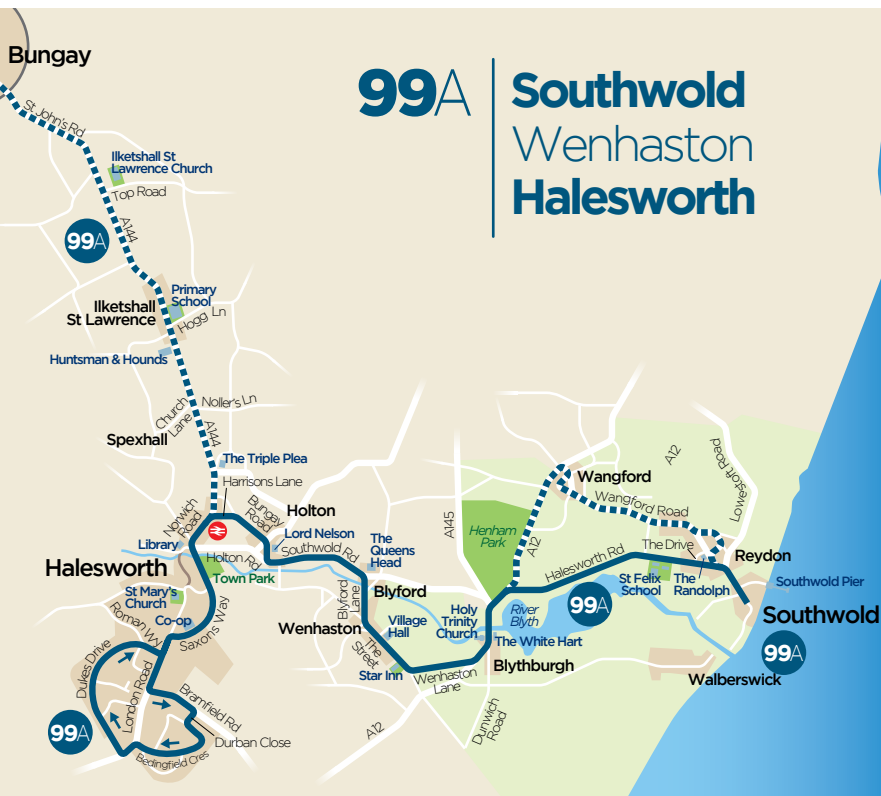 Bungay
99A
Southwold
Wenhaston
Halesworth
St John's Rd
Ilketshall St
Lawrence Church
Top Road
A144
99A
Primary
School
Ilketshall
St Lawrence
Hogg Ln
Huntsman & Hounds
Church
Lane
Noller's Ln
Spexhall
A144
The Triple Plea
Harrisons Lane
Norwich
Road
Bungay
Road
Holton
Library
Lord Nelson
Southwold Rd
The
Queens
Head
Halesworth
Holton Rd
Town Park
St Mary's
Church
Co-op
Roman Wy
Saxons Way
Dukes Drive
London Road
Bramfield Rd
Durban Close
Bedingfield Cres
99A
Blyford
Blyford
Lane
Wenhaston
Village
Hall
The
Street
Star Inn
Wenhaston
Lane
A12
A145
Henham
Park
A12
Holy
Trinity
Church
River
Blyth
The White Hart
Blythburgh
Dunwich
Road
Wangford
A12
Wangford Road
Lowestoft Road
Halesworth Rd
The Drive
Reydon
99A
St Felix
School
The
Randolph
Southwold Pier
Southwold
99A
Walberswick